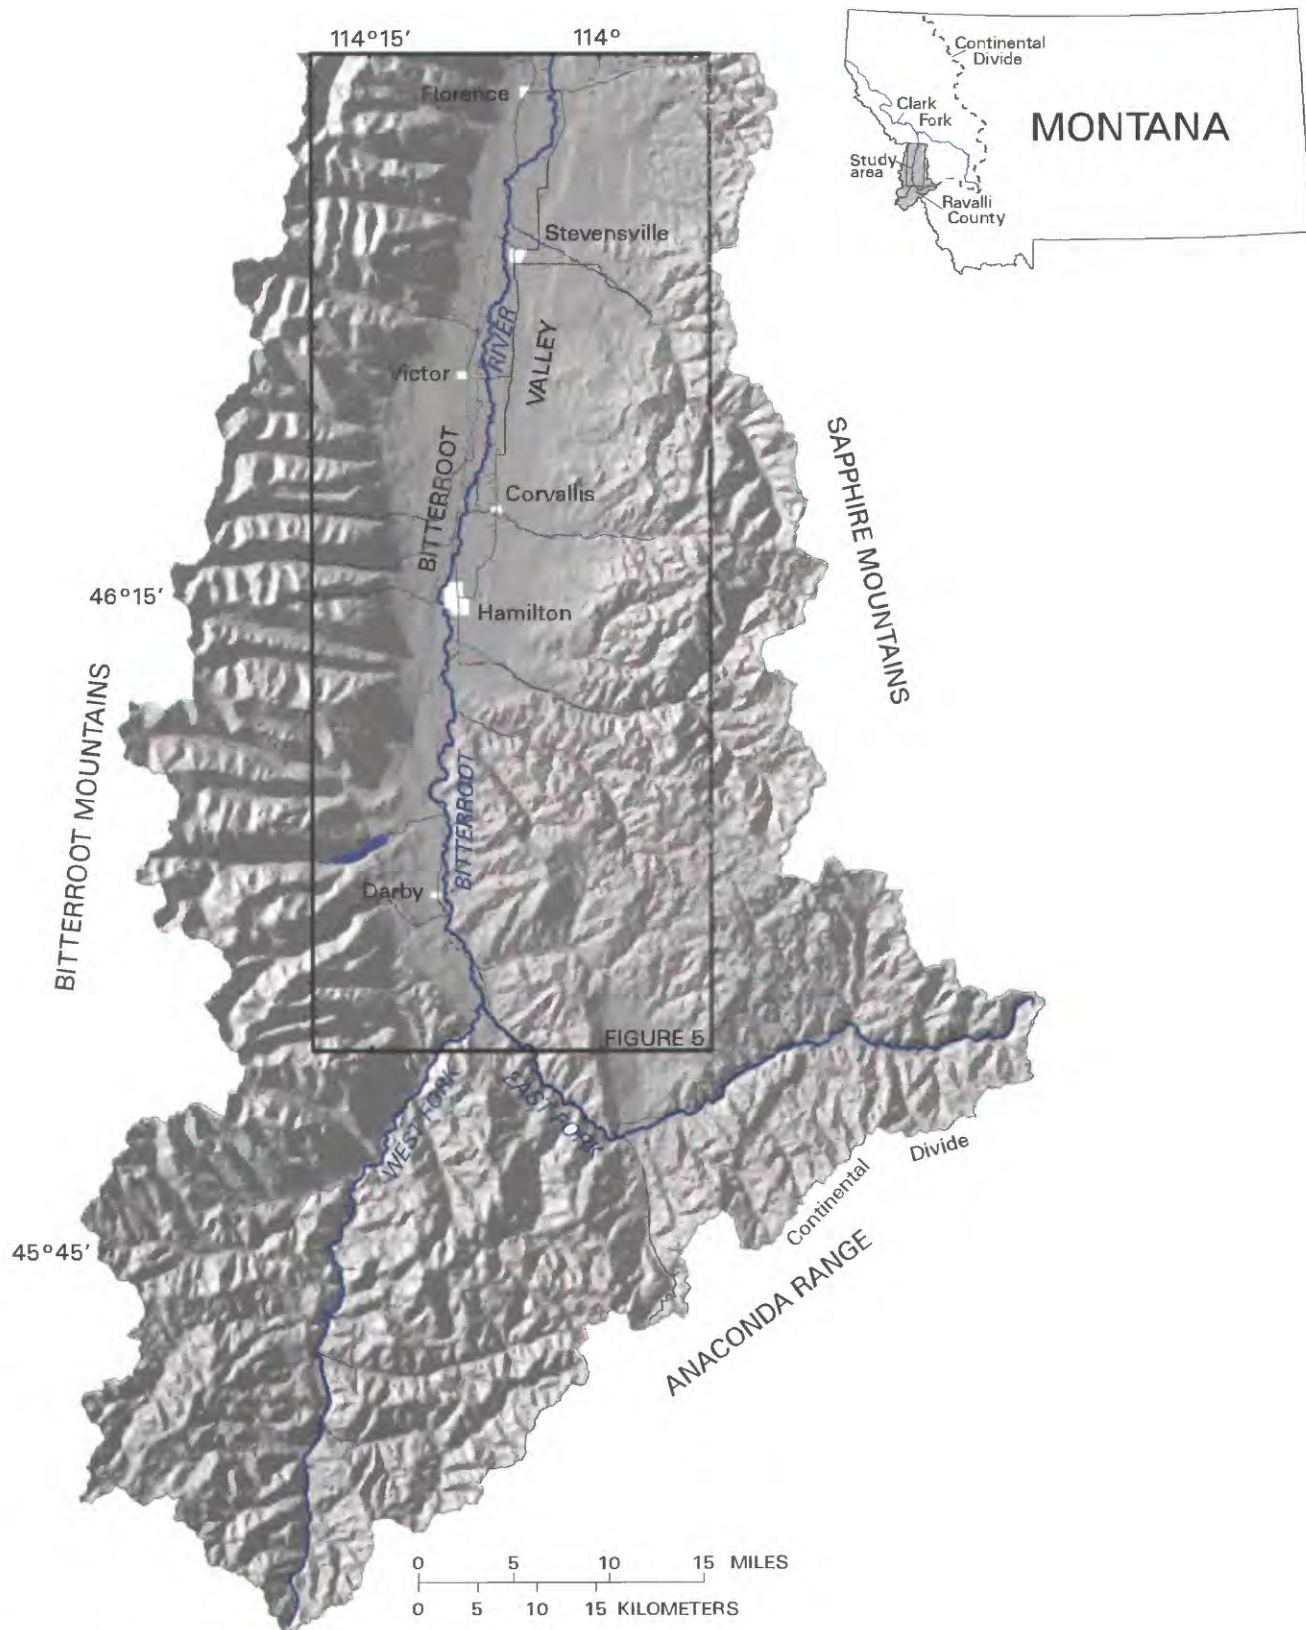 114°15'
114°
Continental
Divide
Clark
Fork
MONTANA
Study
area
Ravalli
County
Florence
Stevensville
RIVER
VALLEY
Victor
BITTERROOT
Corvallis
SAPPHIRE MOUNTAINS
46°15'
Hamilton
BITTERROOT MOUNTAINS
BITTERROOT
Darby
FIGURE 5
WEST FORK
EAST FORK
Continental
Divide
45°45'
ANACONDA RANGE
0 5 10 15 MILES
0 5 10 15 KILOMETERS